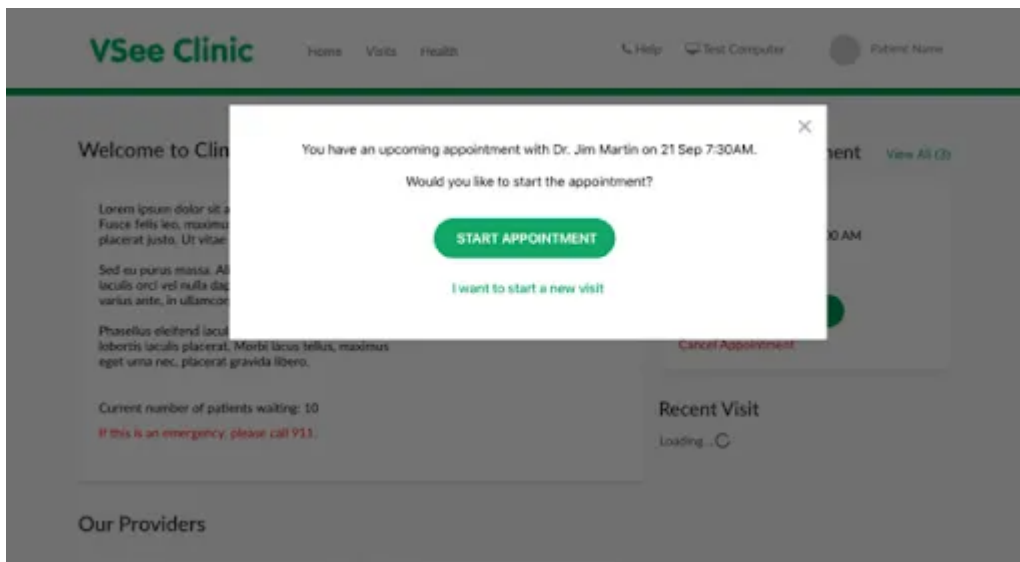 VSee Clinic
Home Visits Health
Help Test Computer
Patient Name
You have an upcoming appointment with Dr. Jim Martin on 21 Sep 7:30AM.
Would you like to start the appointment?
START APPOINTMENT
I want to start a new visit
Welcome to Clin
Lorem ipsum dolor sit a
Fusce felis leo, maximu
placerat justo. Ut vitae
Sed eu purus massa. Al
iaculis orci vel nulla dap
varius ante, in ullamcor
Phasellus eleifend iacul
lobortis iaculis placerat. Morbi lacus tellus, maximus
eget urna nec, placerat gravida libero.
Current number of patients waiting: 10
If this is an emergency, please call 911.
ment View All (3)
00 AM
Cancel Appointment
Recent Visit
Loading...
Our Providers